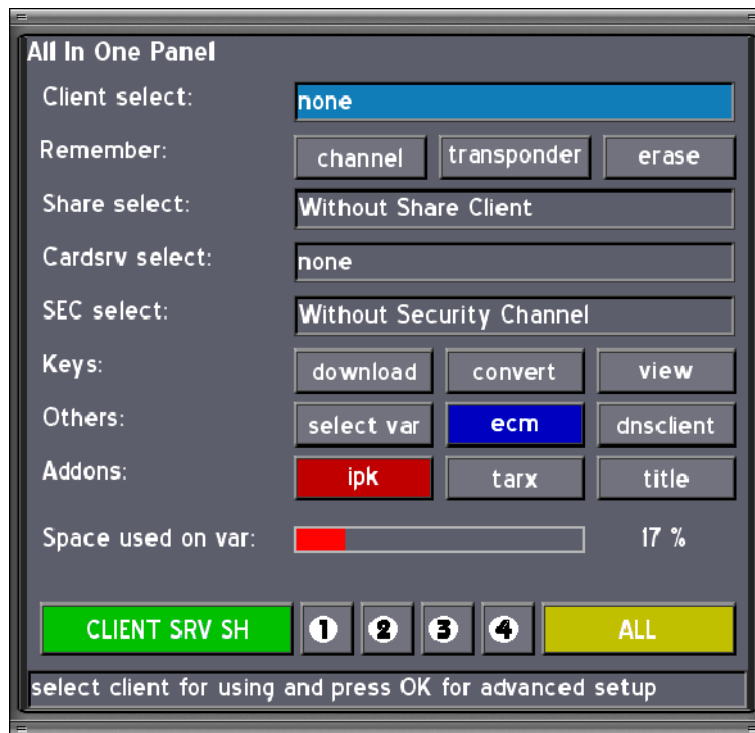 All In One Panel
Client select: none
Remember: channel transponder erase
Share select: Without Share Client
Cardsrv select: none
SEC select: Without Security Channel
Keys: download convert view
Others: select var ecm dnsclient
Addons: ipk tarx title
Space used on var: 17 %
CLIENT SRV SH 1 2 3 4 ALL
select client for using and press OK for advanced setup